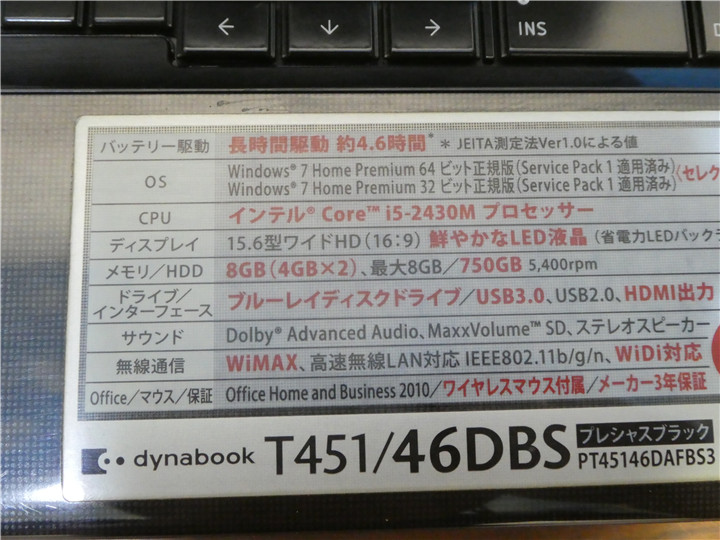 ← ↓ → INS
バッテリー駆動 長時間駆動 約4.6時間* *JEITA測定法Ver1.0による値
OS Windows® 7 Home Premium 64 ビット正規版(Service Pack 1 適用済み)
Windows® 7 Home Premium 32 ビット正規版(Service Pack 1 適用済み) 〈セレク
CPU インテル® Core™ i5-2430M プロセッサー
ディスプレイ 15.6型ワイドHD(16:9) 鮮やかなLED液晶 (省電力LEDバックラ
メモリ/HDD 8GB(4GB×2)、最大8GB/750GB 5,400rpm
ドライブ/
インターフェース ブルーレイディスクドライブ/USB3.0、USB2.0、HDMI出力
サウンド Dolby® Advanced Audio、MaxxVolume™ SD、ステレオスピーカー
無線通信 WiMAX、高速無線LAN対応 IEEE802.11b/g/n、WiDi対応
Office/マウス/保証 Office Home and Business 2010/ワイヤレスマウス付属/メーカー3年保証
dynabook T451/46DBS プレシャスブラック
PT45146DAFBS3